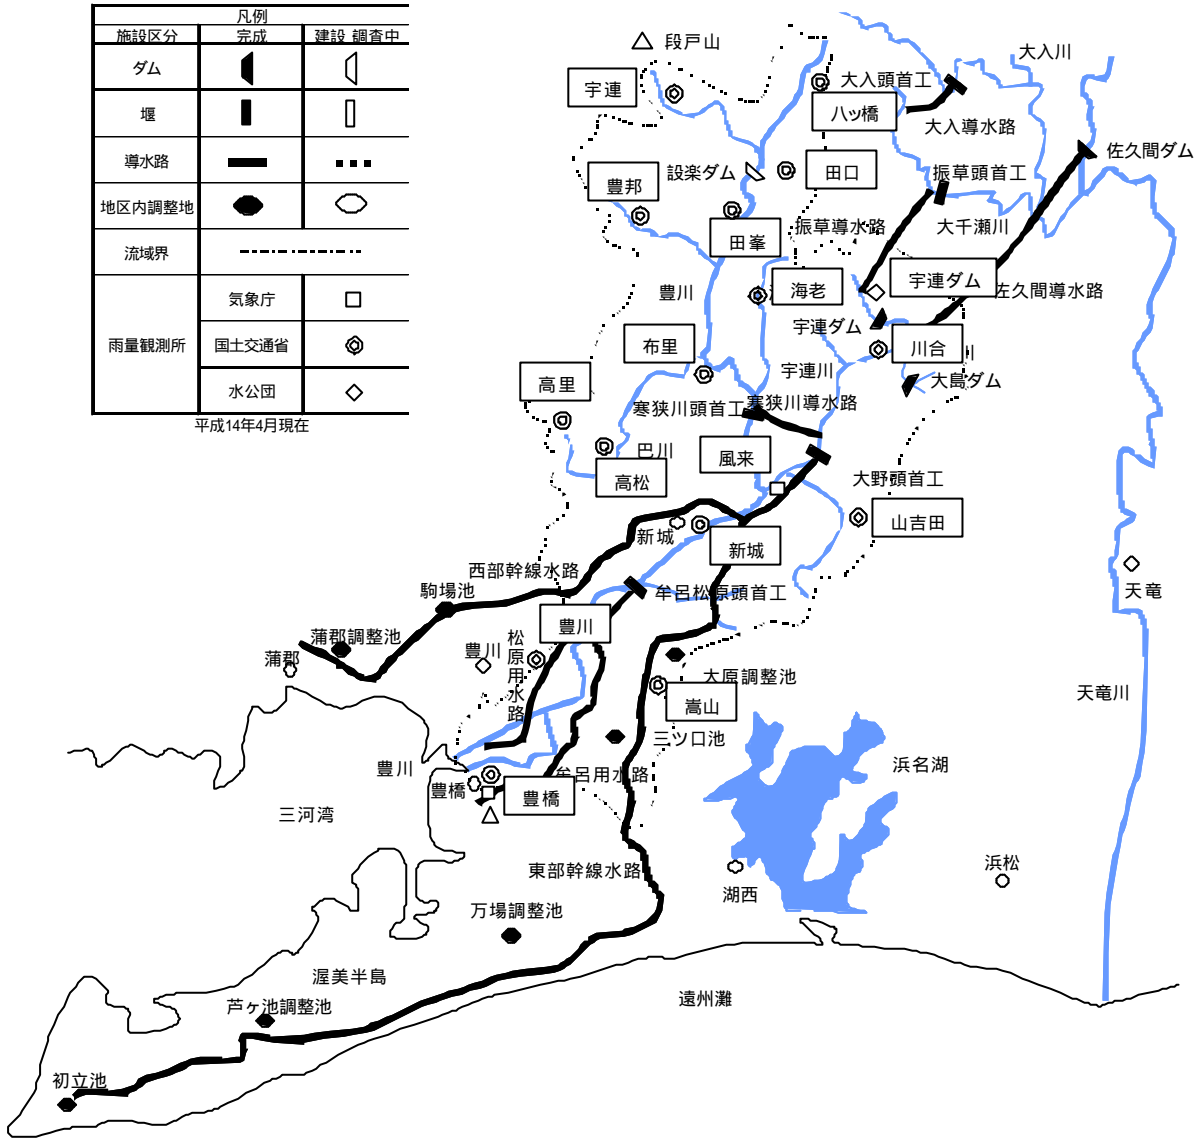 凡例
施設区分 完成 建設 調査中
ダム
堰
導水路
地区内調整地
流域界
雨量観測所
気象庁
国土交通省
水公団
平成14年4月現在
段戸山
大入川
宇連
大入頭首工
八ッ橋
大入導水路
佐久間ダム
設楽ダム
田口
振草頭首工
豊邦
田峯
振草導水路
大千瀬川
宇連ダム
豊川
海老
佐久間導水路
宇連ダム
布里
川合
宇連川
大島ダム
高里
寒狭川頭首工
寒狭川導水路
巴川
風来
高松
大野頭首工
山吉田
新城
新城
西部幹線水路
駒場池
牟呂松原頭首工
天竜
豊川
蒲郡調整池
蒲郡
豊川
松原用水路
大原調整池
嵩山
天竜川
三ツ口池
豊川
牟呂用水路
浜名湖
豊橋
豊橋
三河湾
東部幹線水路
浜松
湖西
万場調整池
渥美半島
遠州灘
芦ヶ池調整池
初立池